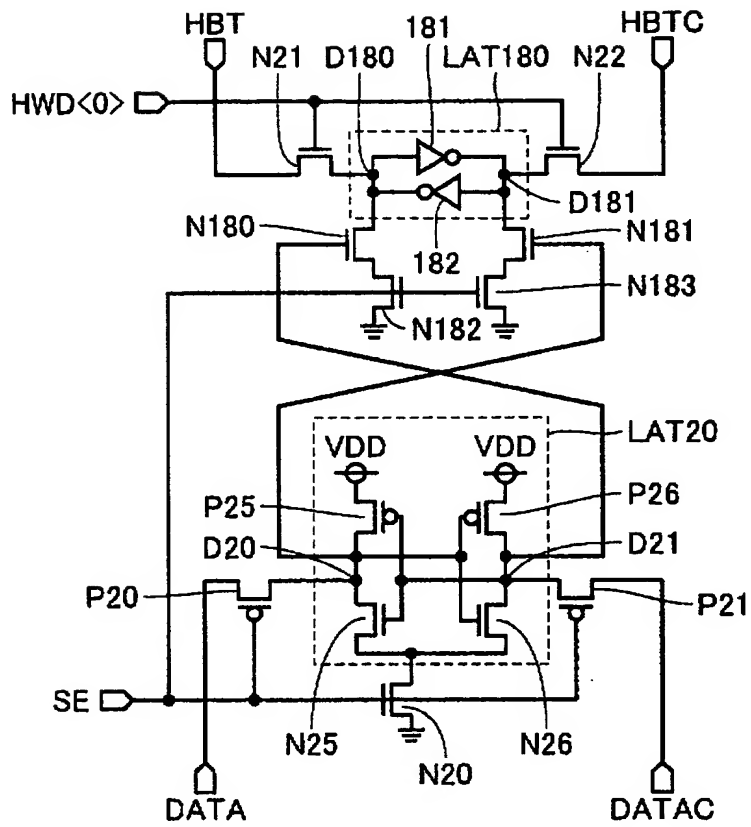 HBT
181
HBTC
N21
D180
LAT180
N22
HWD<0>
D181
N180
182
N181
N183
N182
LAT20
VDD
VDD
P25
P26
D20
D21
P20
P21
SE
N25
N20
N26
DATA
DATAC